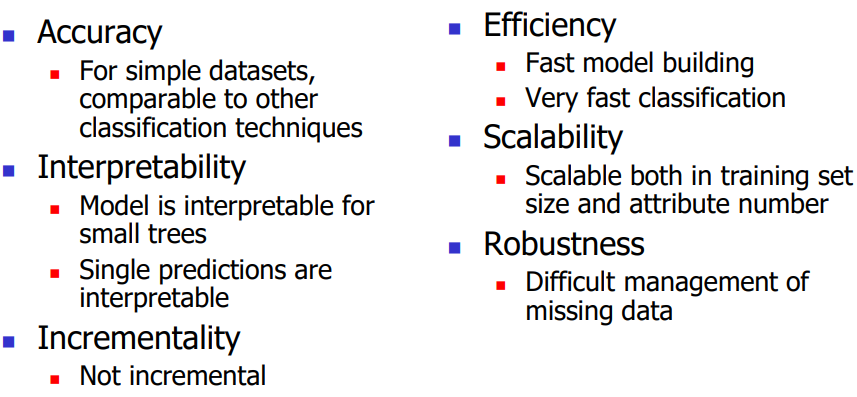 Accuracy
For simple datasets,
comparable to other
classification techniques
Interpretability
Model is interpretable for
small trees
Single predictions are
interpretable
Incrementality
Not incremental
Efficiency
Fast model building
Very fast classification
Scalability
Scalable both in training set
size and attribute number
Robustness
Difficult management of
missing data